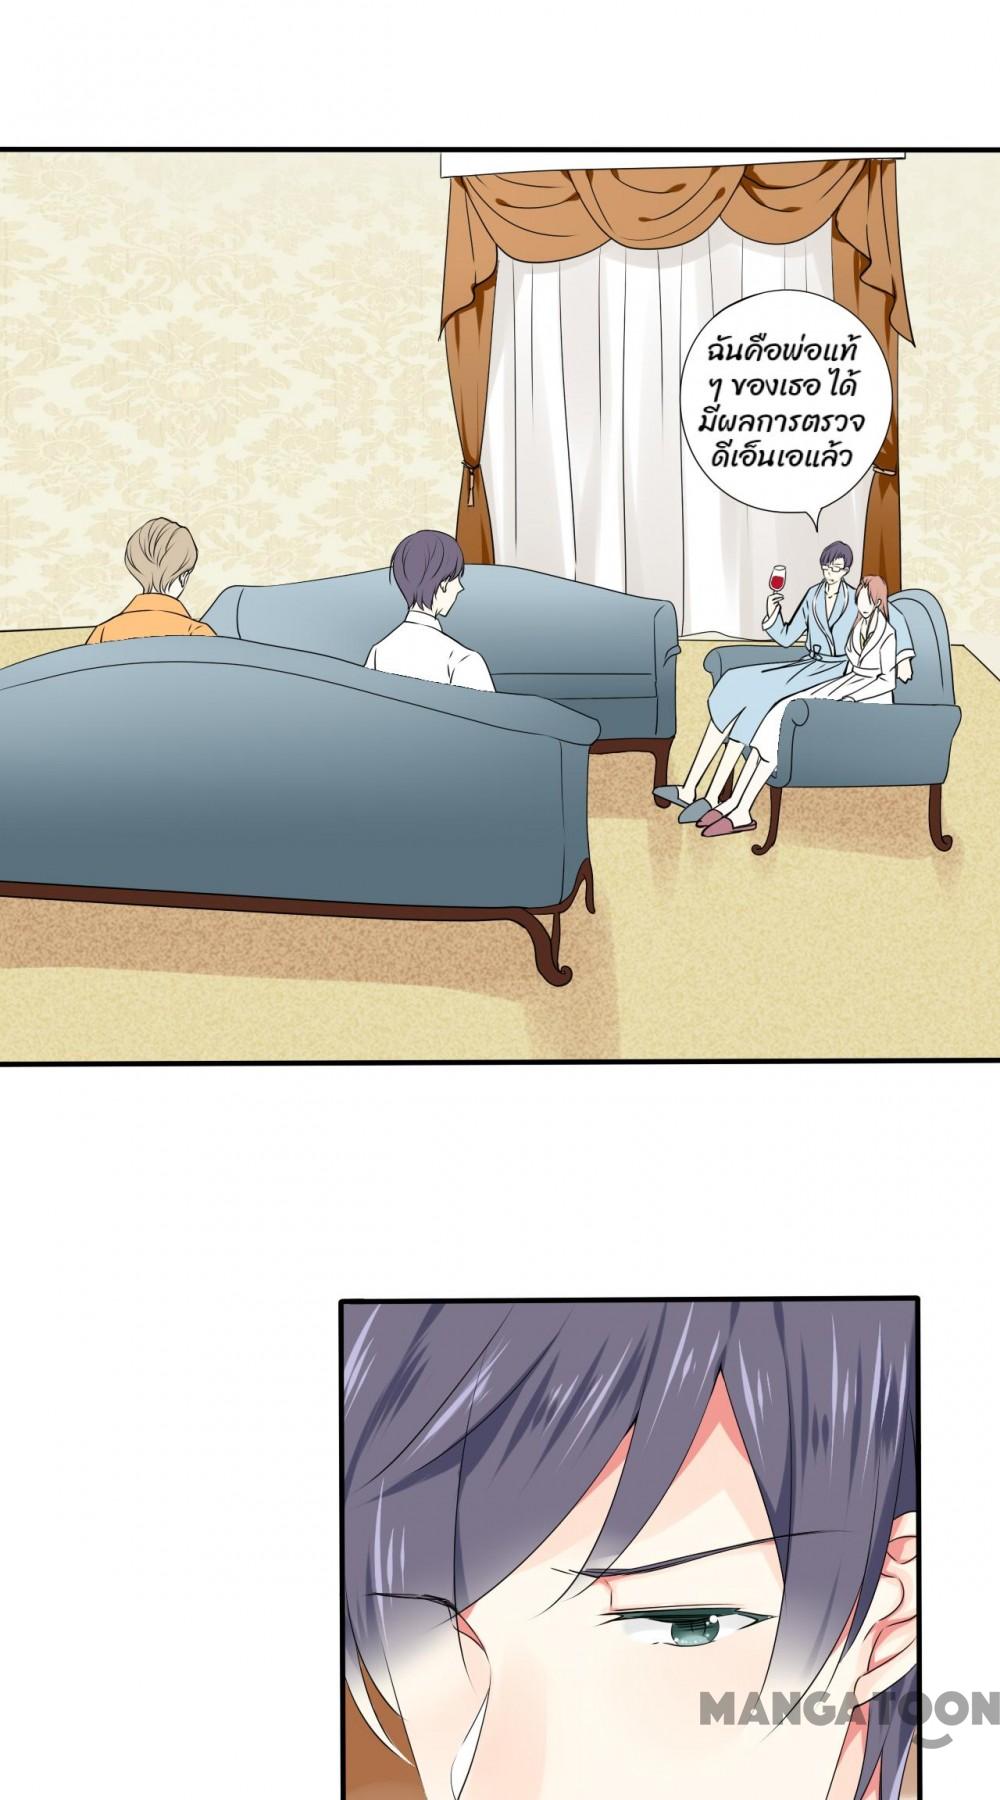 ฉันคือพ่อแท้
ๆ ของเธอ ได้
มีผลการตรวจ
ดีเอ็นเอแล้ว
MANGATOON